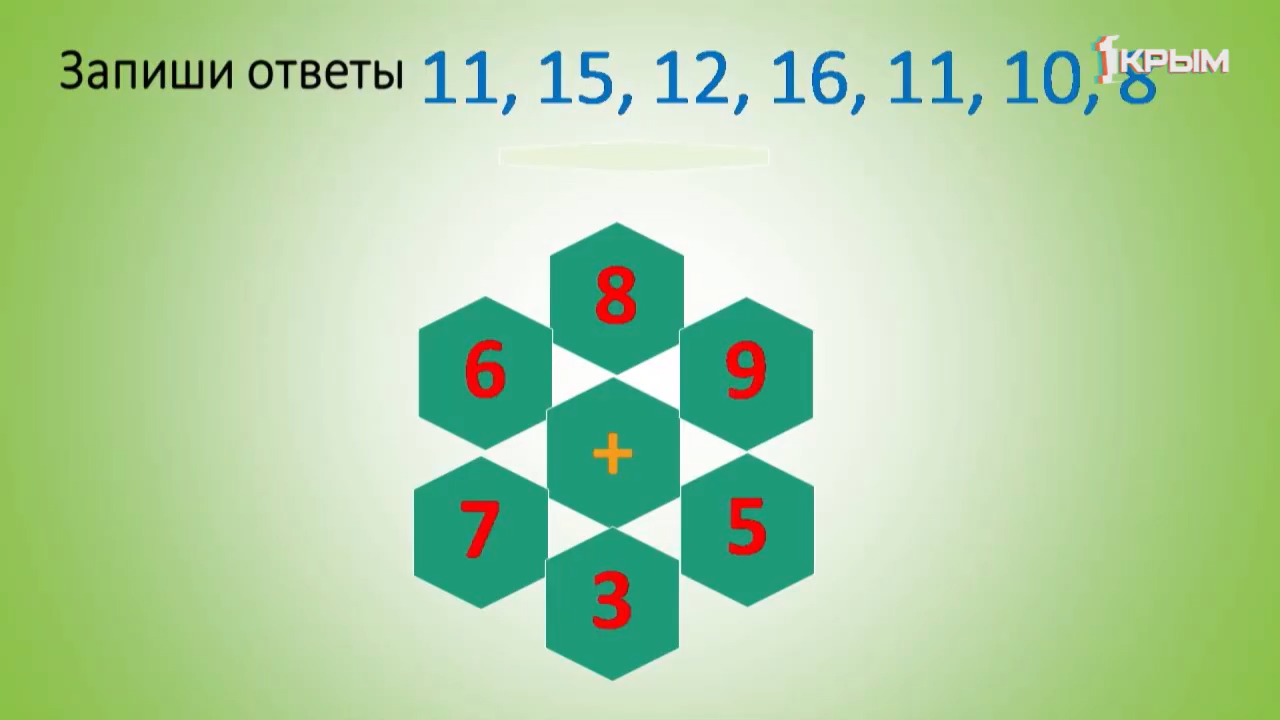 Запиши ответы 11, 15, 12, 16, 11, 10, 8
1КРЫМ
8
6 9
+
7 5
3